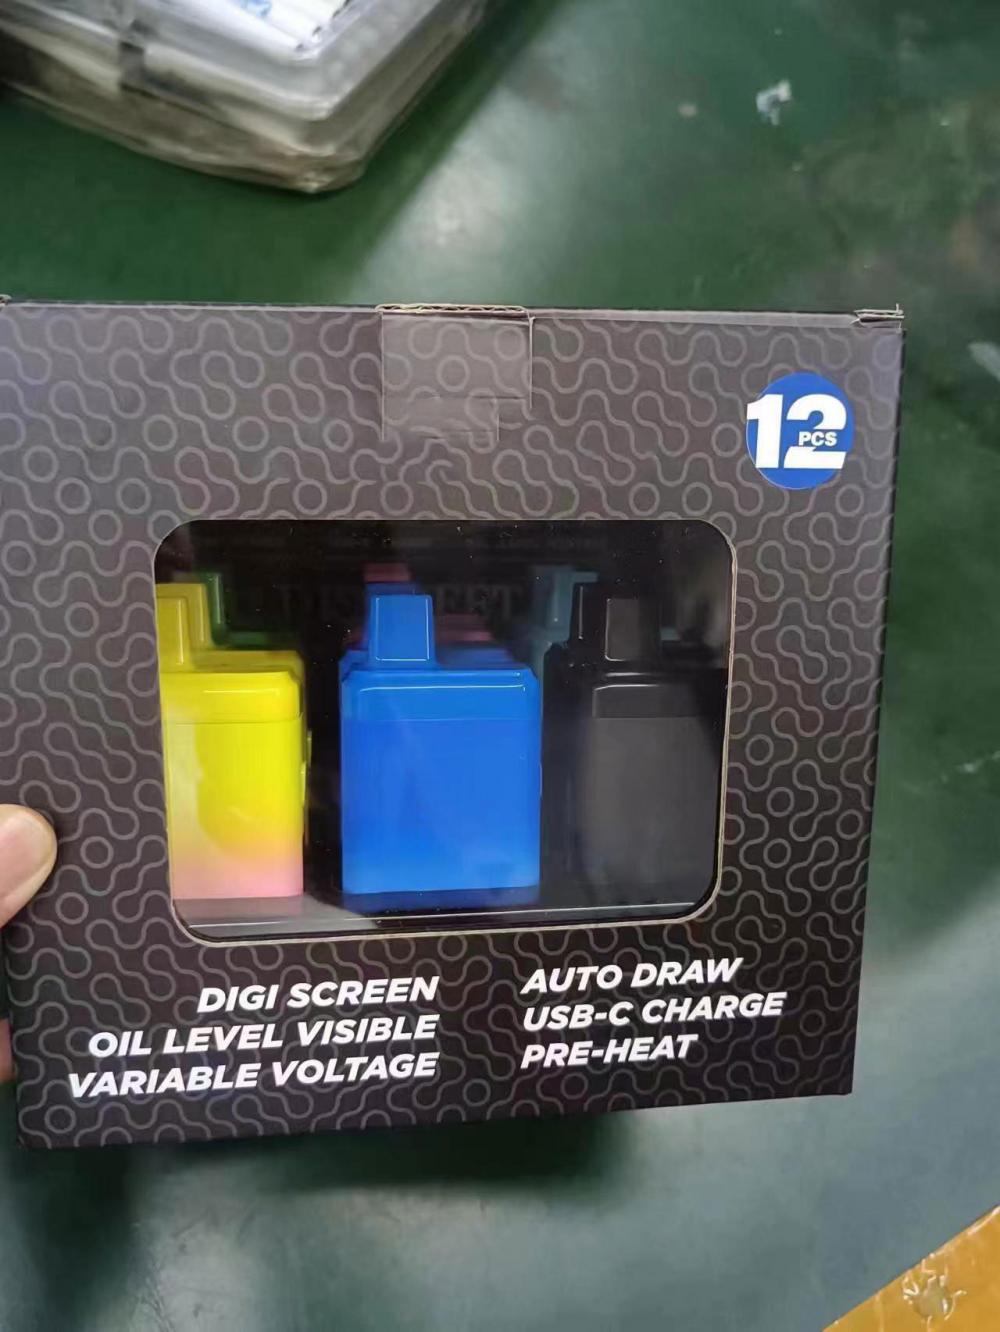 12
PCS
DIGI SCREEN
OIL LEVEL VISIBLE
VARIABLE VOLTAGE
AUTO DRAW
USB-C CHARGE
PRE-HEAT